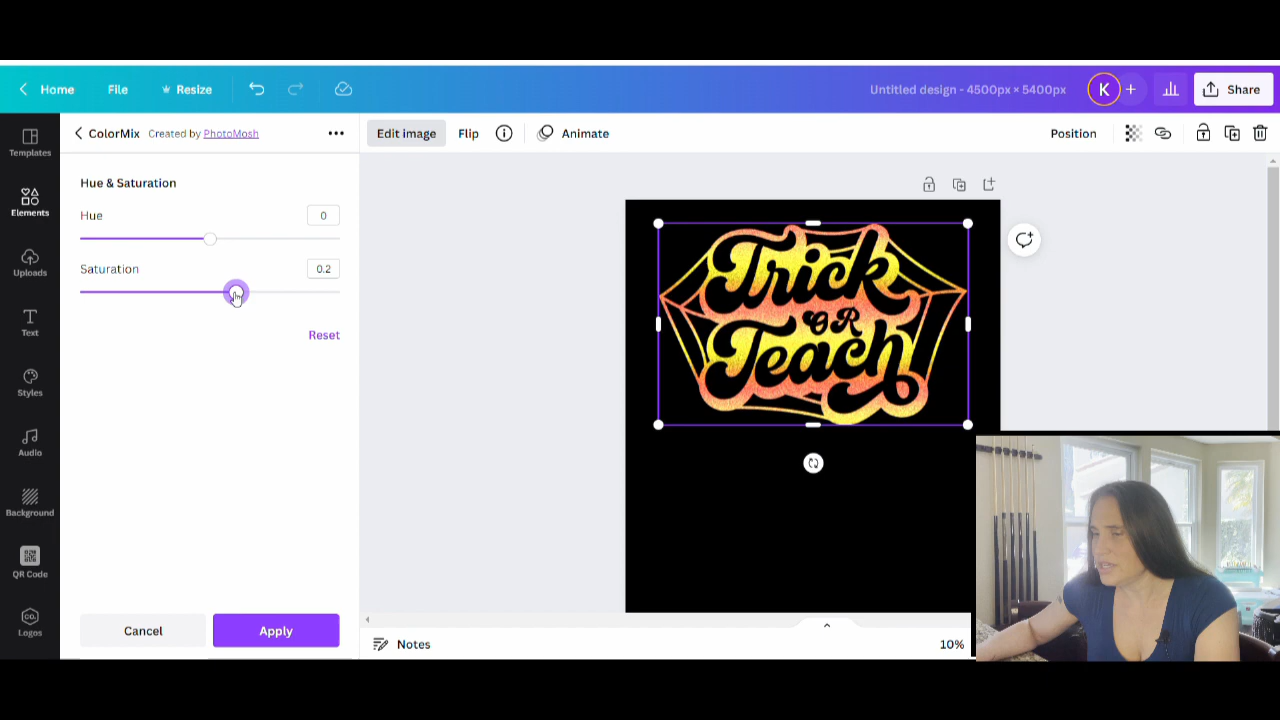 Home
File
Resize
Untitled design - 4500px × 5400px
K
Share
Templates
Elements
Uploads
Text
Styles
Audio
Background
QR Code
CO.
Logos
ColorMix Created by PhotoMosh
Hue & Saturation
Hue
0
Saturation
0.2
Reset
Cancel
Apply
Edit image
Flip
Animate
Position
Trick
OR
Teach
Notes
10%